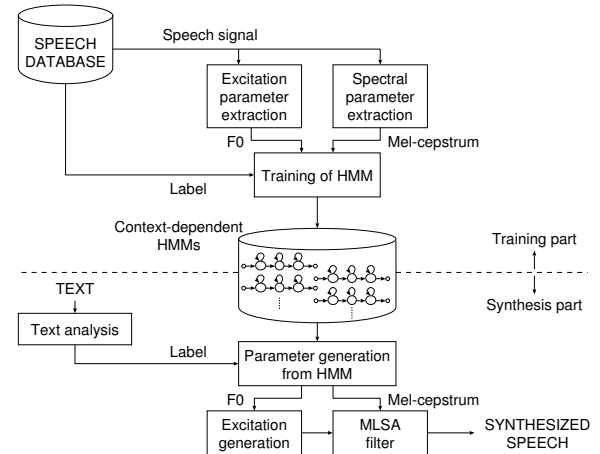 SPEECH
DATABASE
Speech signal
Excitation
parameter
extraction
Spectral
parameter
extraction
F0
Mel-cepstrum
Training of HMM
Label
Context-dependent
HMMs
Training part
Synthesis part
TEXT
Text analysis
Label
Parameter generation
from HMM
F0
Mel-cepstrum
Excitation
generation
MLSA
filter
SYNTHESIZED
SPEECH